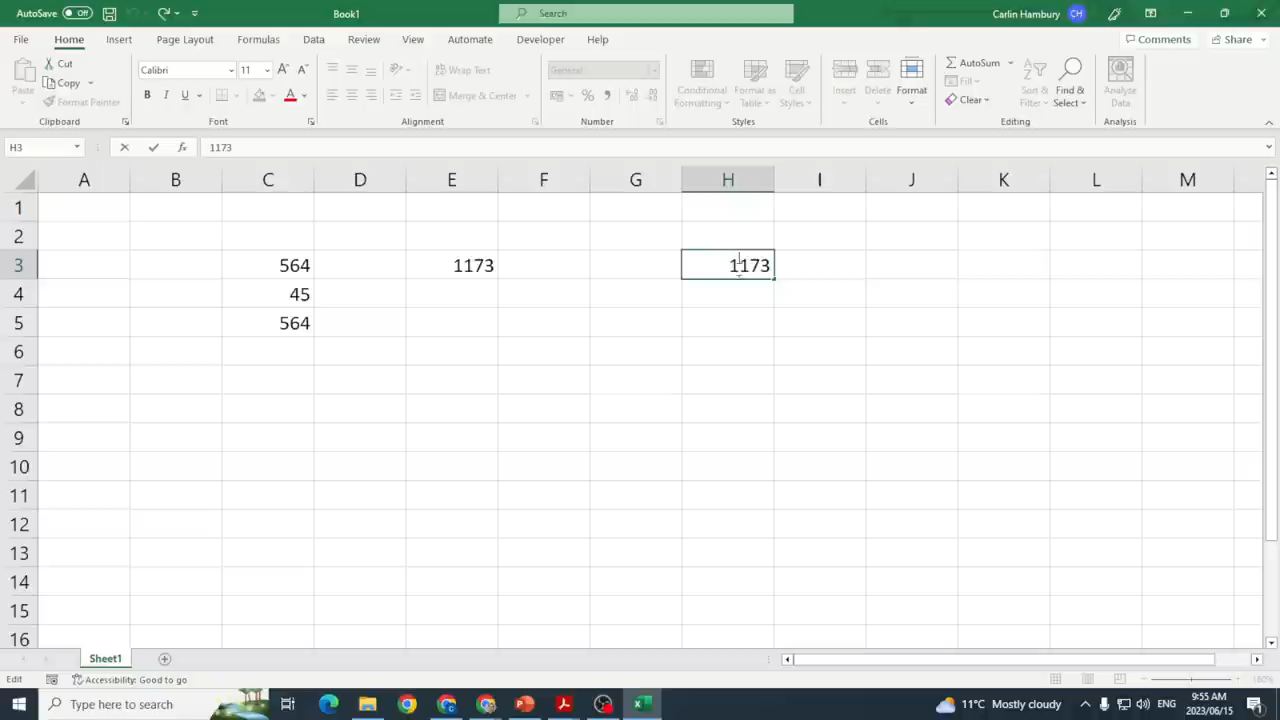 AutoSave Off Book1 Search Carlin Hambury CH
File Home Insert Page Layout Formulas Data Review View Automate Developer Help Comments Share
Paste Cut Copy Format Painter Clipboard
Calibri 11 A A B I U A Font
ab Wrap Text Merge & Center Alignment
General % , Number
Conditional Formatting Format as Table Cell Styles Styles
Insert Delete Format Cells
AutoSum Fill Clear Sort & Filter Find & Select Editing
Analyze Data Analysis
H3 fx 1173
A B C D E F G H I J K L M
1
2
3 564 1173 1173
4 45
5 564
6
7
8
9
10
11
12
13
14
15
16
Sheet1
Edit Accessibility: Good to go 160%
Type here to search 11°C Mostly cloudy ENG 9:55 AM
2023/06/15